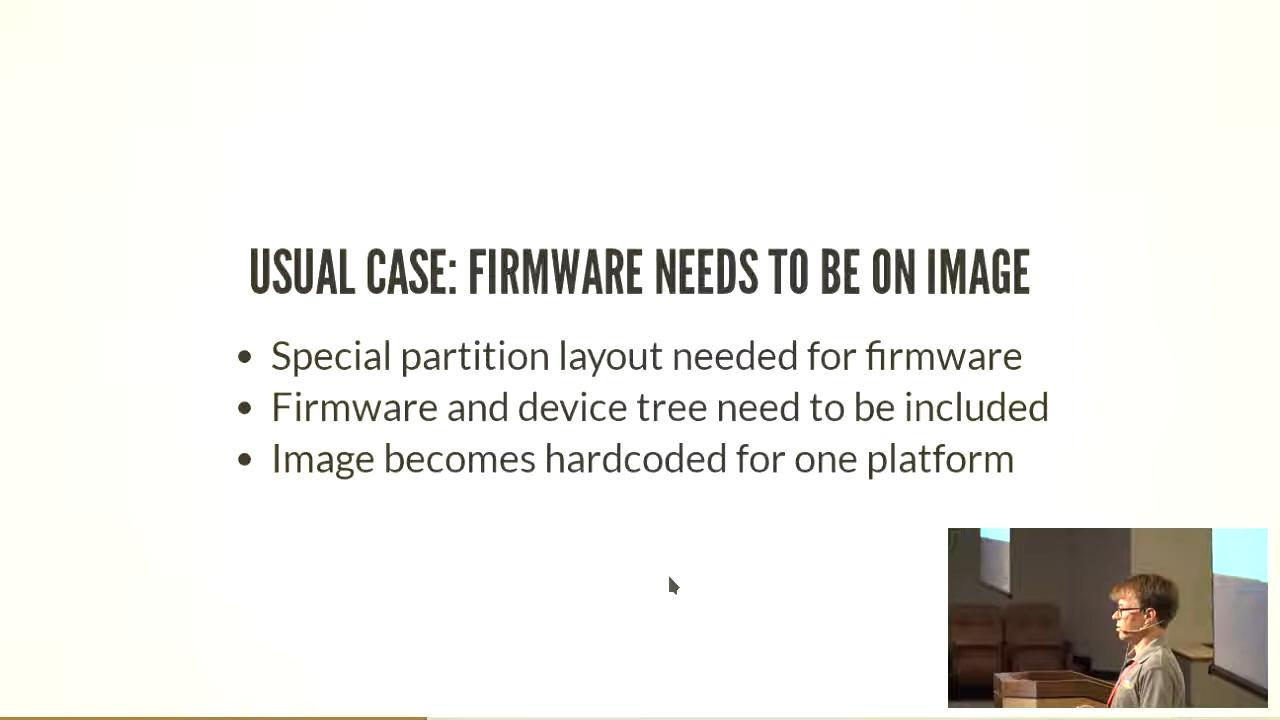 USUAL CASE: FIRMWARE NEEDS TO BE ON IMAGE
• Special partition layout needed for firmware
• Firmware and device tree need to be included
• Image becomes hardcoded for one platform